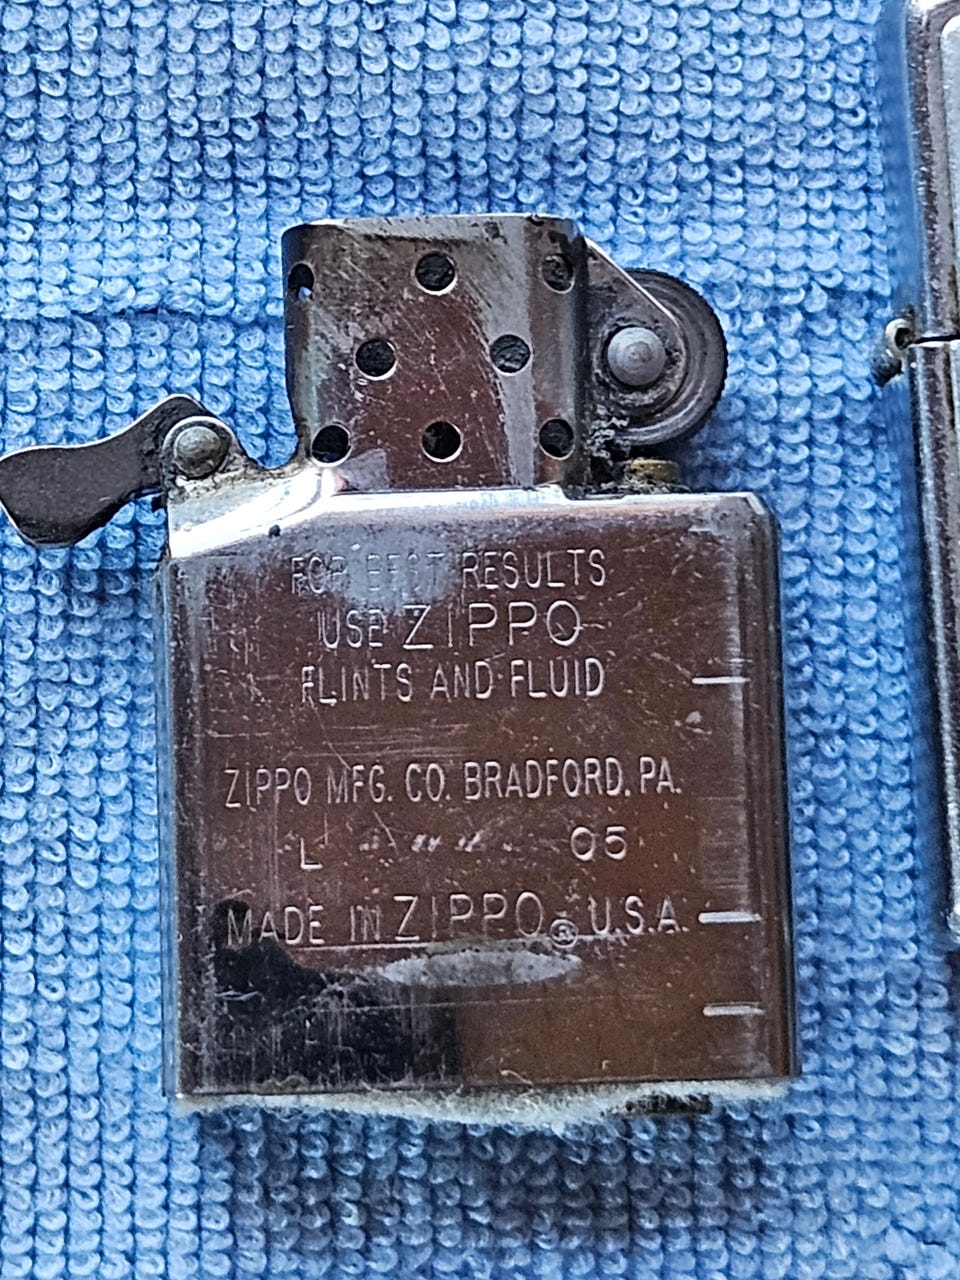 FOR BEST RESULTS
USE ZIPPO
FLINTS AND FLUID
ZIPPO MFG. CO. BRADFORD, PA.
L 05
MADE IN ZIPPO® U.S.A.